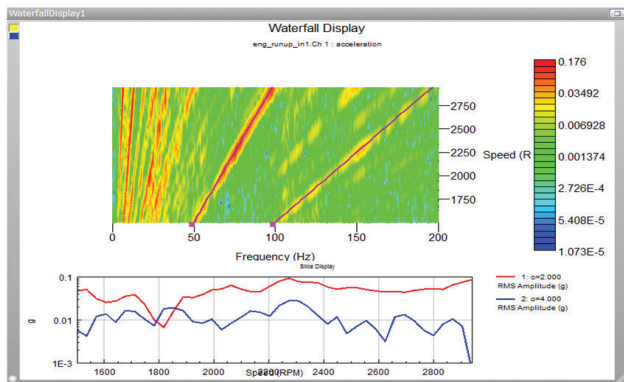 WaterfallDisplay1
Waterfall Display
eng_runup_in1.Ch 1 : acceleration
0.176
0.03492
0.006928
0.001374
2.726E-4
5.408E-5
1.073E-5
2750
2500
2250
2000
1750
Speed (R
0 50 100 150 200
Frequency (Hz)
Slice Display
0.1
0.01
1E-3
g
1600 1800 2000 2200 2400 2600 2800
Speed (RPM)
1: o=2.000
RMS Amplitude (g)
2: o=4.000
RMS Amplitude (g)